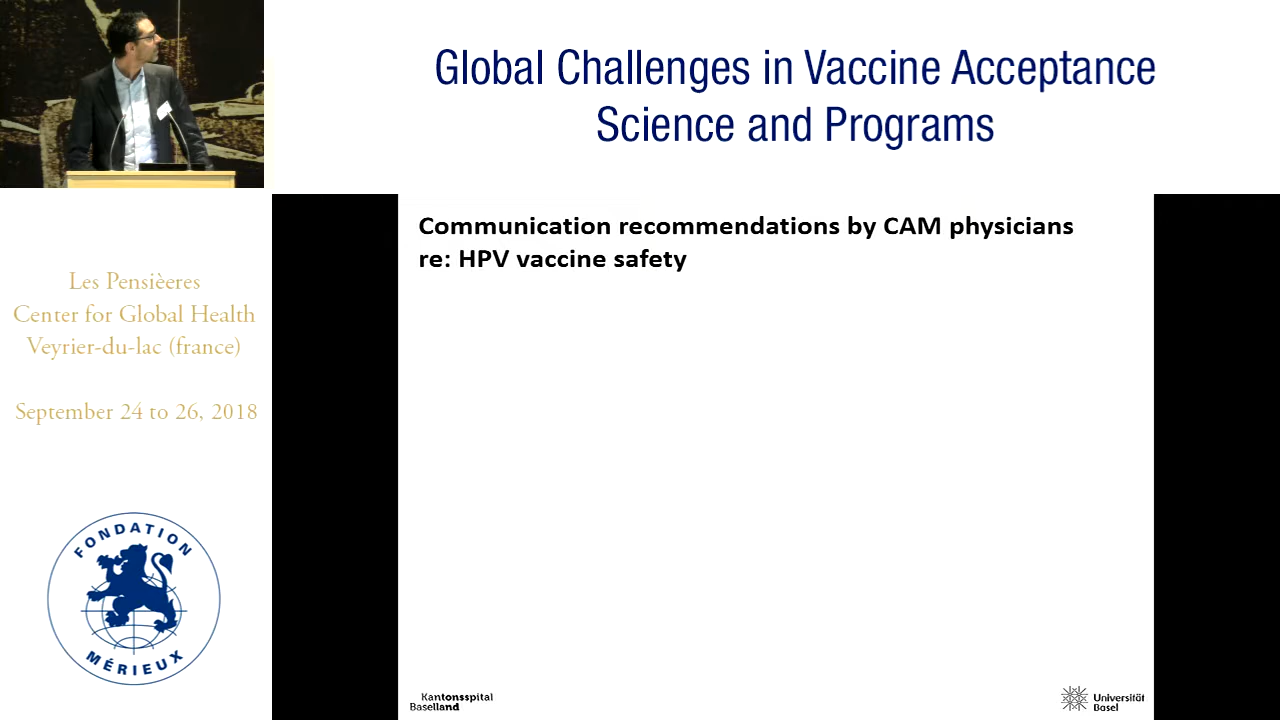 Global Challenges in Vaccine Acceptance
Science and Programs
Communication recommendations by CAM physicians
re: HPV vaccine safety
Les Pensièeres
Center for Global Health
Veyrier-du-lac (france)
September 24 to 26, 2018
FONDATION
MÉRIEUX
Kantonsspital
Baselland
Universität
Basel